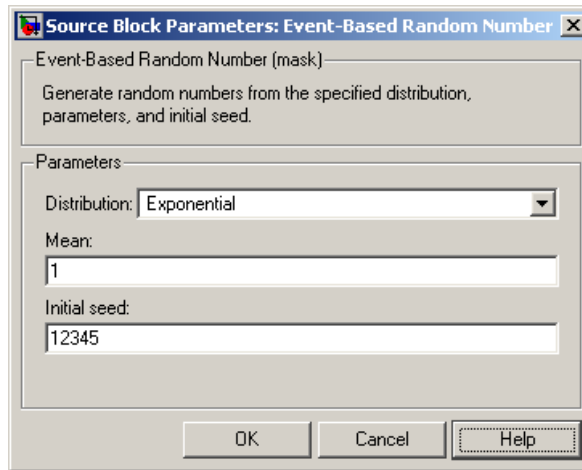 Source Block Parameters: Event-Based Random Number
Event-Based Random Number (mask)
Generate random numbers from the specified distribution,
parameters, and initial seed.
Parameters
Distribution: Exponential
Mean:
1
Initial seed:
12345
OK Cancel Help